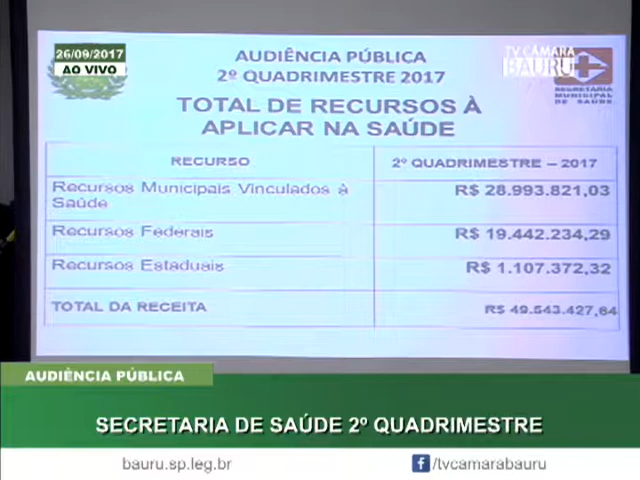 26/09/2017
AO VIVO
AUDIÊNCIA PÚBLICA
2º QUADRIMESTRE 2017
TV CÂMARA
BAURU
SECRETARIA
MUNICIPAL
DE SAÚDE
TOTAL DE RECURSOS À
APLICAR NA SAÚDE
RECURSO
2º QUADRIMESTRE – 2017
Recursos Municipais Vinculados à
Saúde
R$ 28.993.821,03
Recursos Federais
R$ 19.442.234,29
Recursos Estaduais
R$ 1.107.372,32
TOTAL DA RECEITA
R$ 49.543.427,64
AUDIÊNCIA PÚBLICA
SECRETARIA DE SAÚDE 2º QUADRIMESTRE
bauru.sp.leg.br
f/tvcamarabauru